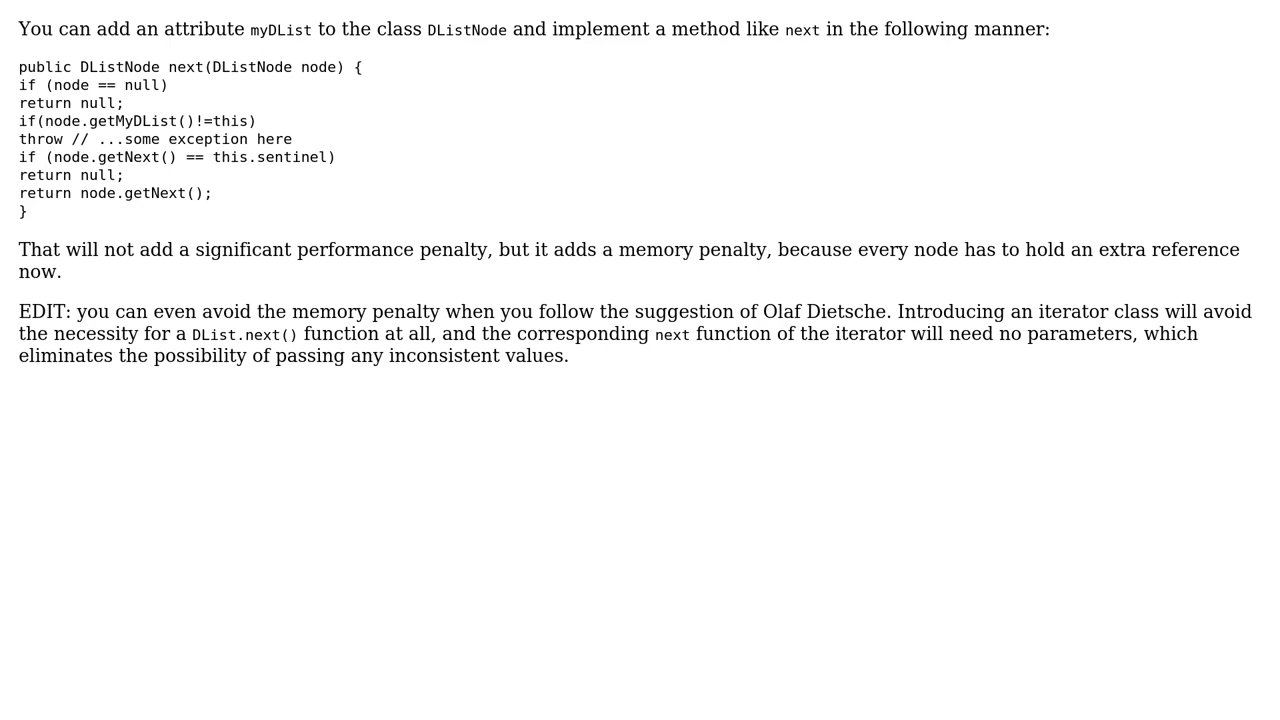 You can add an attribute myDList to the class DListNode and implement a method like next in the following manner:
public DListNode next(DListNode node) {
if (node == null)
return null;
if(node.getMyDList()!=this)
throw // ...some exception here
if (node.getNext() == this.sentinel)
return null;
return node.getNext();
}
That will not add a significant performance penalty, but it adds a memory penalty, because every node has to hold an extra reference
now.
EDIT: you can even avoid the memory penalty when you follow the suggestion of Olaf Dietsche. Introducing an iterator class will avoid
the necessity for a DList.next() function at all, and the corresponding next function of the iterator will need no parameters, which
eliminates the possibility of passing any inconsistent values.